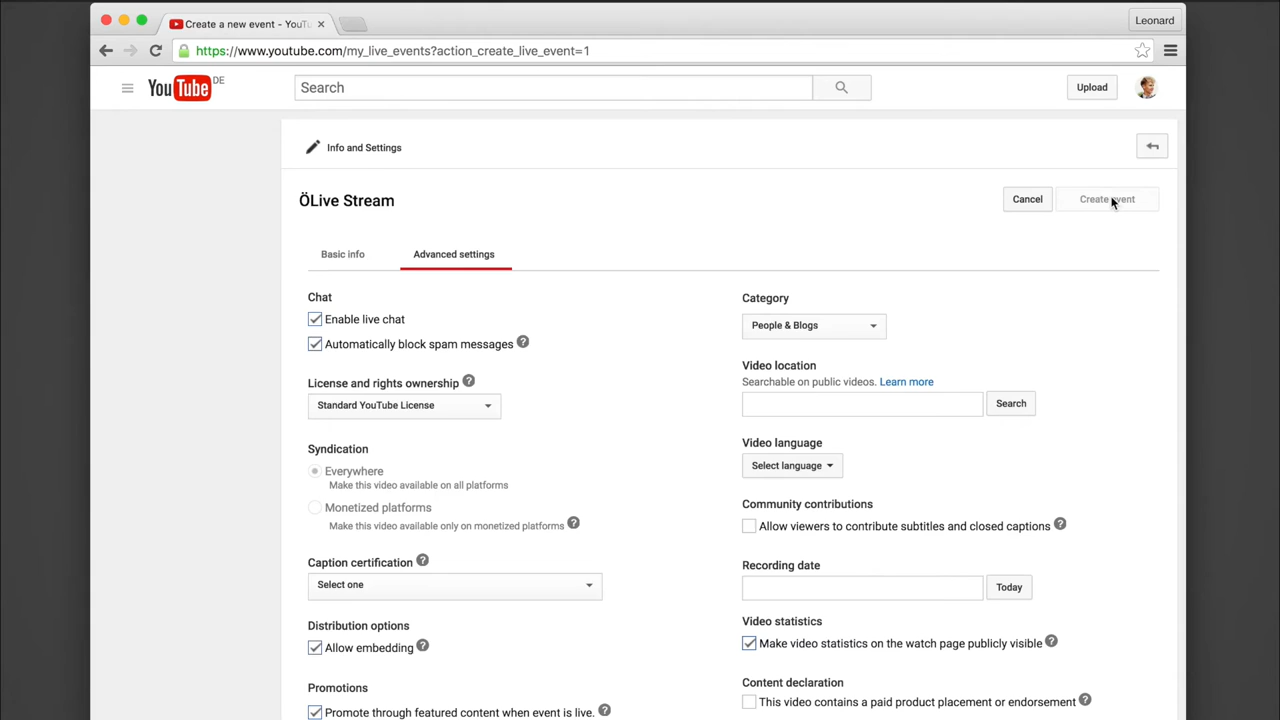 Create a new event - YouTu
Leonard
https://www.youtube.com/my_live_events?action_create_live_event=1
YouTube DE
Search
Upload
Info and Settings
ÖLive Stream
Cancel
Create event
Basic info
Advanced settings
Chat
Enable live chat
Automatically block spam messages
License and rights ownership
Standard YouTube License
Syndication
Everywhere
Make this video available on all platforms
Monetized platforms
Make this video available only on monetized platforms
Caption certification
Select one
Distribution options
Allow embedding
Promotions
Promote through featured content when event is live.
Category
People & Blogs
Video location
Searchable on public videos. Learn more
Search
Video language
Select language
Community contributions
Allow viewers to contribute subtitles and closed captions
Recording date
Today
Video statistics
Make video statistics on the watch page publicly visible
Content declaration
This video contains a paid product placement or endorsement